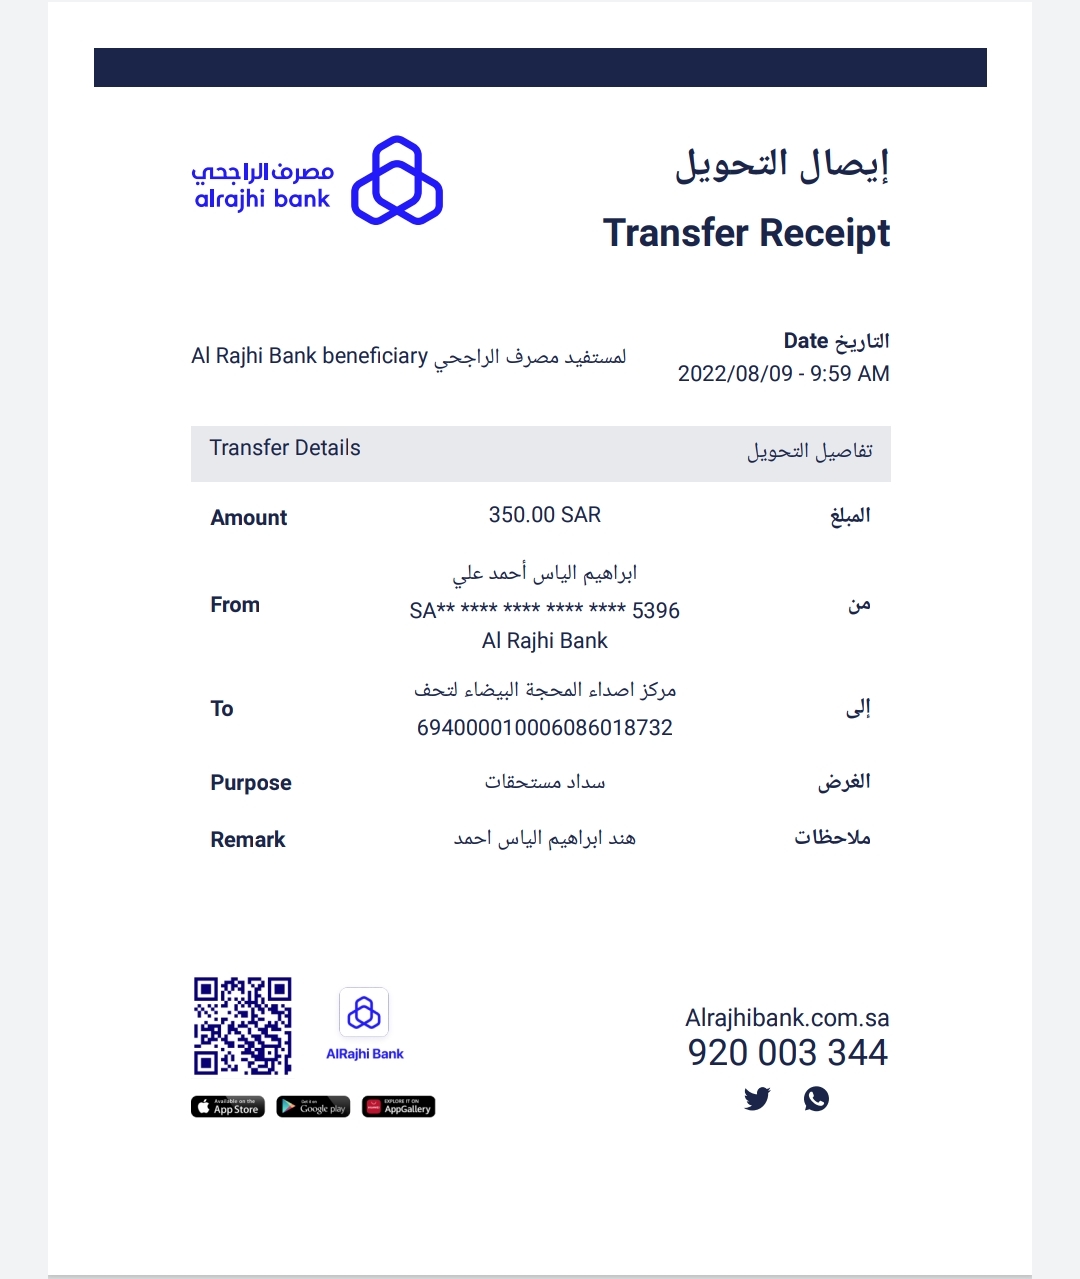 مصرف الراجحي
alrajhi bank
إيصال التحويل
Transfer Receipt
Al Rajhi Bank beneficiary لمستفيد مصرف الراجحي
Date التاريخ
2022/08/09 - 9:59 AM
Transfer Details تفاصيل التحويل
Amount 350.00 SAR المبلغ
ابراهيم الياس أحمد علي
From SA** **** **** **** **** 5396 من
Al Rajhi Bank
مركز اصداء المحجة البيضاء لتحف
To إلى
694000010006086018732
Purpose سداد مستحقات الغرض
Remark هند ابراهيم الياس احمد ملاحظات
AlRajhi Bank
Available on the
App Store
Get it on
Google play
EXPLORE IT ON
AppGallery
Alrajhibank.com.sa
920 003 344